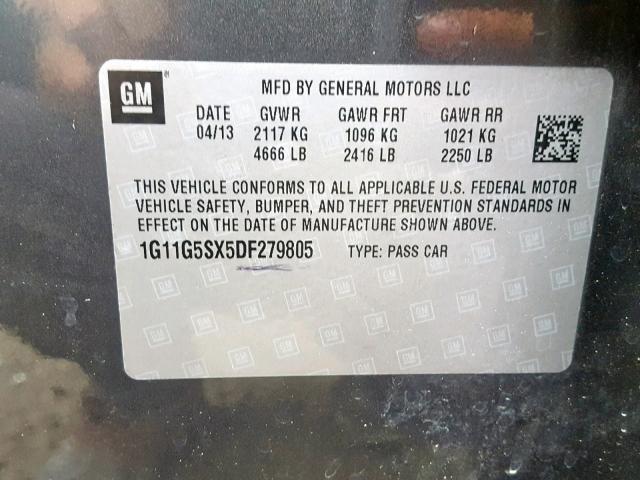 GM
MFD BY GENERAL MOTORS LLC
DATE GVWR GAWR FRT GAWR RR
04/13 2117 KG 1096 KG 1021 KG
4666 LB 2416 LB 2250 LB
THIS VEHICLE CONFORMS TO ALL APPLICABLE U.S. FEDERAL MOTOR
VEHICLE SAFETY, BUMPER, AND THEFT PREVENTION STANDARDS IN
EFFECT ON THE DATE OF MANUFACTURE SHOWN ABOVE.
1G11G5SX5DF279805 TYPE: PASS CAR